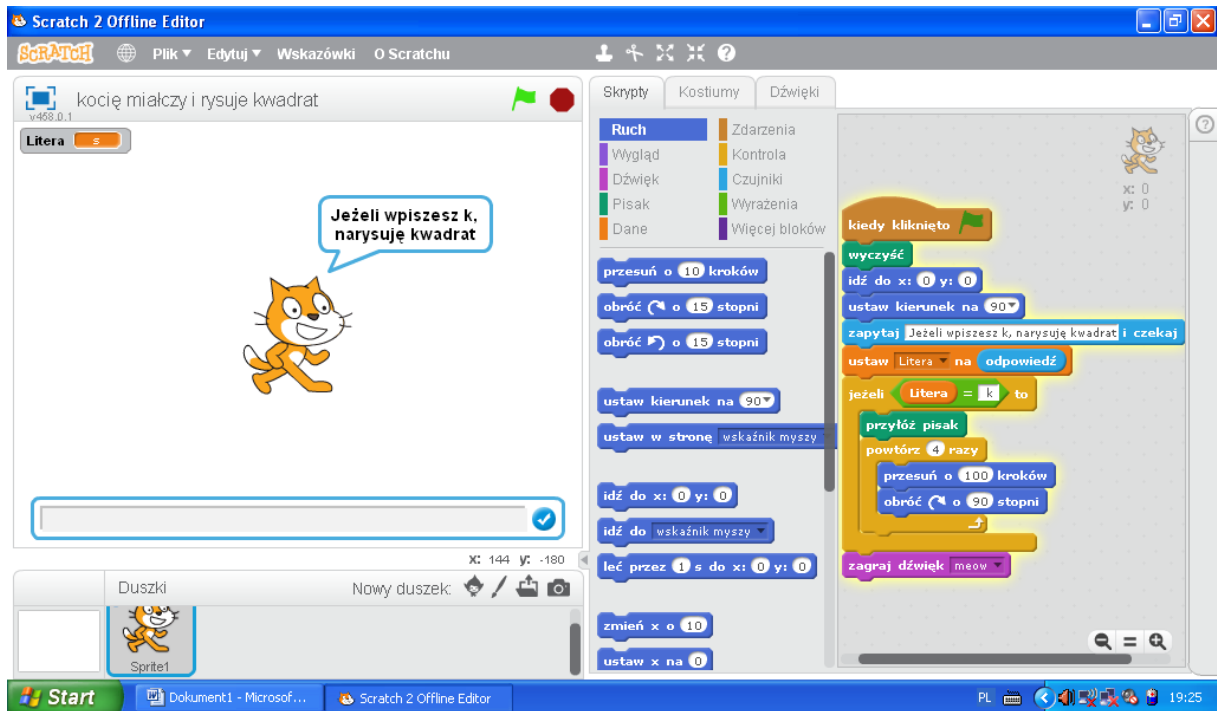 Scratch 2 Offline Editor
SCRATCH Plik Edytuj Wskazówki O Scratchu
kocię miałczy i rysuje kwadrat
v458.0.1
Litera s
Jeżeli wpiszesz k,
narysuję kwadrat
x: 144 y: -180
Duszki Nowy duszek:
Sprite1
Skrypty Kostiumy Dźwięki
Ruch Zdarzenia
Wygląd Kontrola
Dźwięk Czujniki
Pisak Wyrażenia
Dane Więcej bloków
przesuń o 10 kroków
obróć o 15 stopni
obróć o 15 stopni
ustaw kierunek na 90
ustaw w stronę wskaźnik myszy
idź do x: 0 y: 0
idź do wskaźnik myszy
leć przez 1 s do x: 0 y: 0
zmień x o 10
ustaw x na 0
x: 0
y: 0
kiedy kliknięto
wyczyść
idź do x: 0 y: 0
ustaw kierunek na 90
zapytaj Jeżeli wpiszesz k, narysuję kwadrat i czekaj
ustaw Litera na odpowiedź
jeżeli Litera = k to
przyłóż pisak
powtórz 4 razy
przesuń o 100 kroków
obróć o 90 stopni
zagraj dźwięk meow
Start Dokument1 - Microsof... Scratch 2 Offline Editor PL 19:25